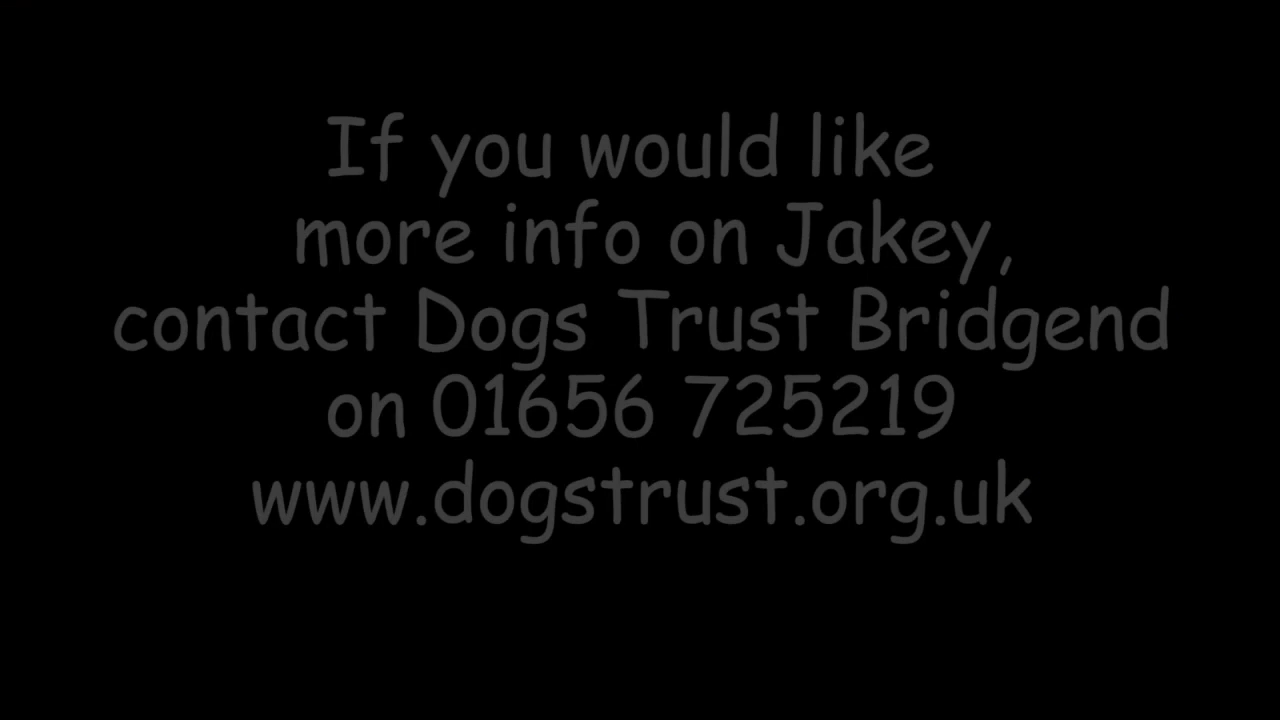 If you would like
more info on Jakey,
contact Dogs Trust Bridgend
on 01656 725219
www.dogstrust.org.uk